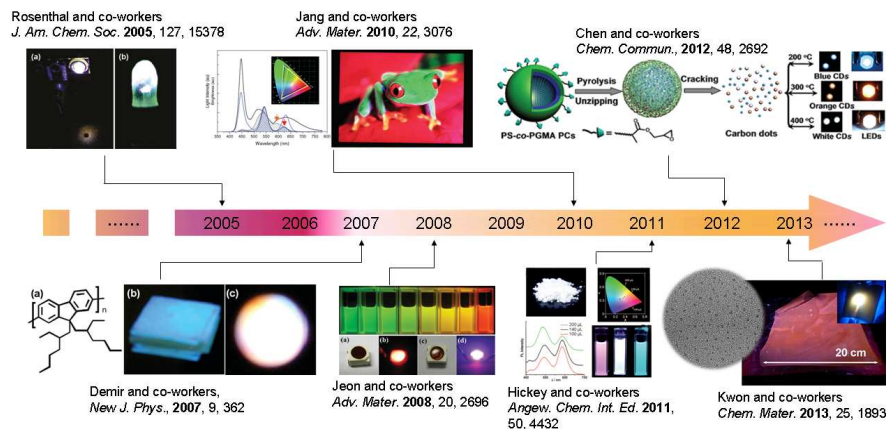 Rosenthal and co-workers
J. Am. Chem. Soc. 2005, 127, 15378
(a)
(b)
Jang and co-workers
Adv. Mater. 2010, 22, 3076
Wavelength (nm)
Chen and co-workers
Chem. Commun., 2012, 48, 2692
Pyrolysis
Unzipping
Cracking
PS-co-PGMA PCs
Carbon dots
200 °C
Blue CDs
300 °C
Orange CDs
400 °C
White CDs
LEDs
...... 2005 2006 2007 2008 2009 2010 2011 2012 2013 ......
(a)
n
(b)
(c)
Demir and co-workers,
New J. Phys., 2007, 9, 362
(a)
(b)
(c)
(d)
Jeon and co-workers
Adv. Mater. 2008, 20, 2696
PL Intensity
Hickey and co-workers
Angew. Chem. Int. Ed. 2011,
50, 4432
20 cm
Kwon and co-workers
Chem. Mater. 2013, 25, 1893